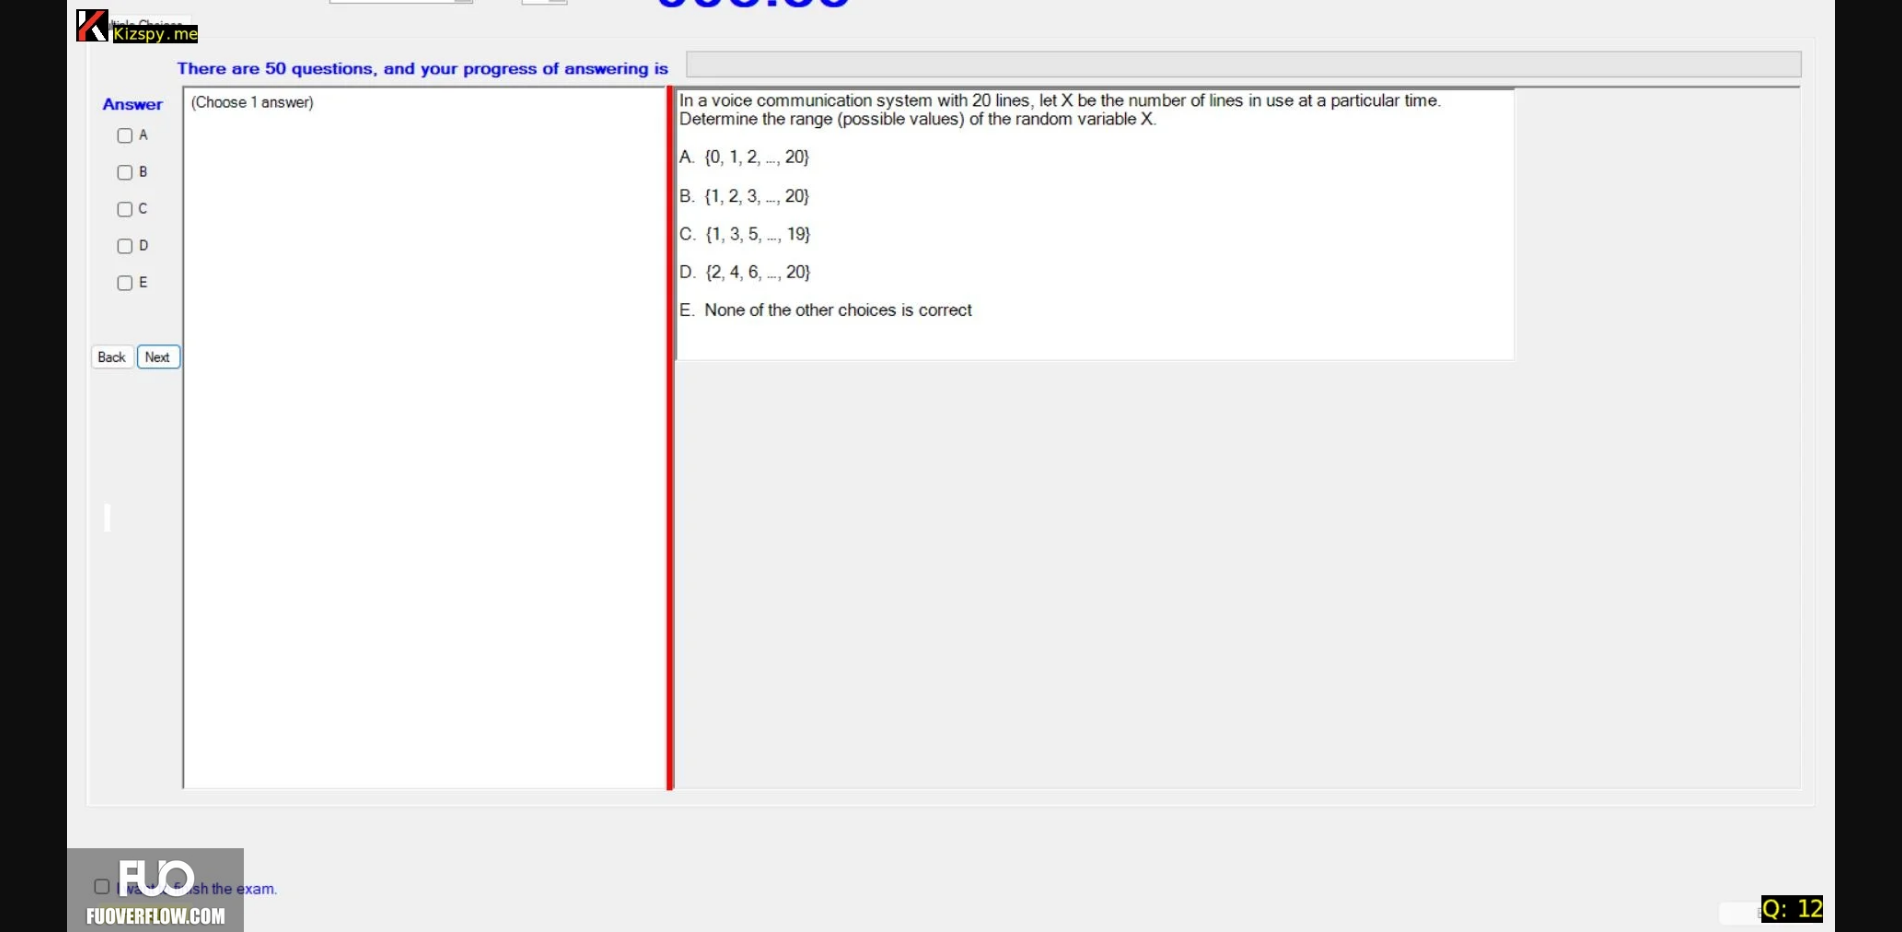 Kizspy.me
There are 50 questions, and your progress of answering is
Answer
(Choose 1 answer)
A
B
C
D
E
Back Next
In a voice communication system with 20 lines, let X be the number of lines in use at a particular time.
Determine the range (possible values) of the random variable X.
A. {0, 1, 2, ..., 20}
B. {1, 2, 3, ..., 20}
C. {1, 3, 5, ..., 19}
D. {2, 4, 6, ..., 20}
E. None of the other choices is correct
FUO
the exam.
FUOVERFLOW.COM
Q: 12